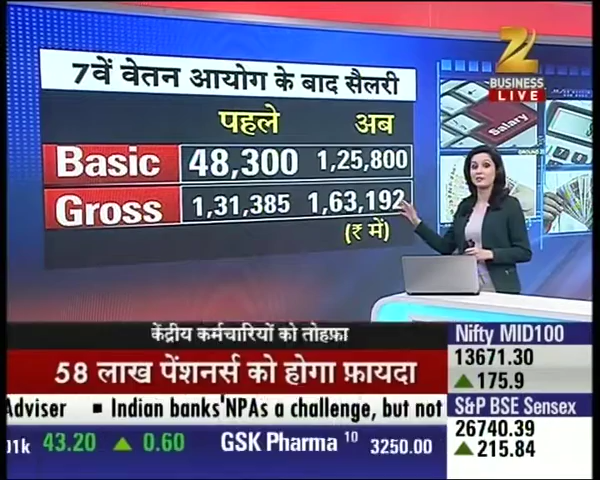 7वें वेतन आयोग के बाद सैलरी
पहले अब
Basic 48,300 1,25,800
Gross 1,31,385 1,63,192
(₹ में)
Z
BUSINESS
LIVE
Salary
केंद्रीय कर्मचारियों को तोहफ़ा
58 लाख पेंशनर्स को होगा फ़ायदा
Adviser ■ Indian banks'NPAs a challenge, but not
01k 43.20 ▲ 0.60 GSK Pharma 10 3250.00
Nifty MID100
13671.30
▲ 175.9
S&P BSE Sensex
26740.39
▲ 215.84